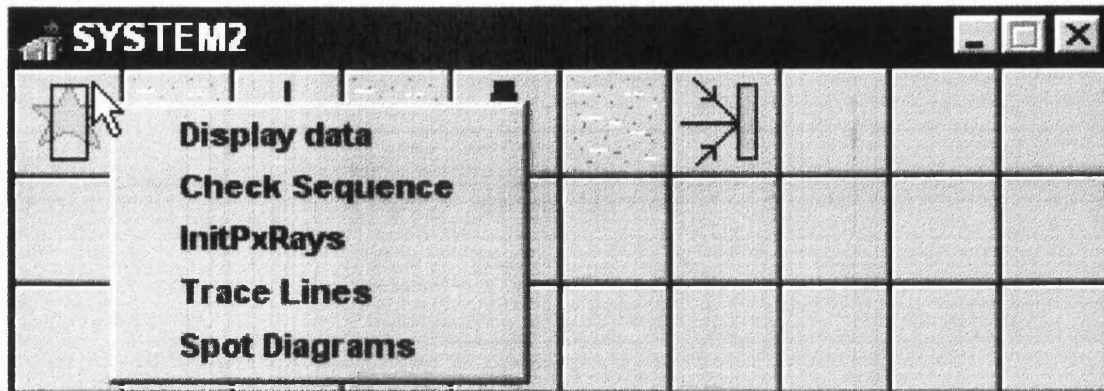 SYSTEM2
Display data
Check Sequence
InitPxRays
Trace Lines
Spot Diagrams